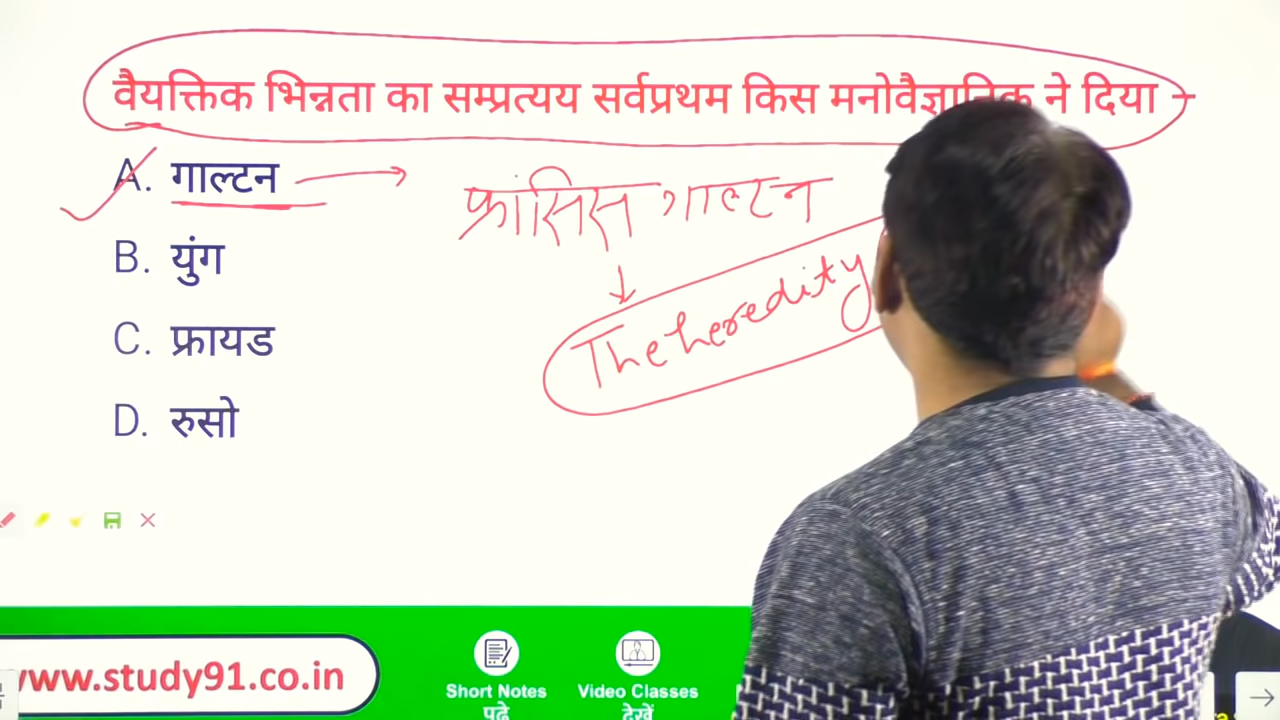 वैयक्तिक भिन्नता का सम्प्रत्यय सर्वप्रथम किस मनोवैज्ञानिक ने दिया -
A. गाल्टन
फ्रांसिस गाल्टन
B. युंग
The heredity
C. फ्रायड
D. रुसो
www.study91.co.in
Short Notes
पढ़े
Video Classes
देखें